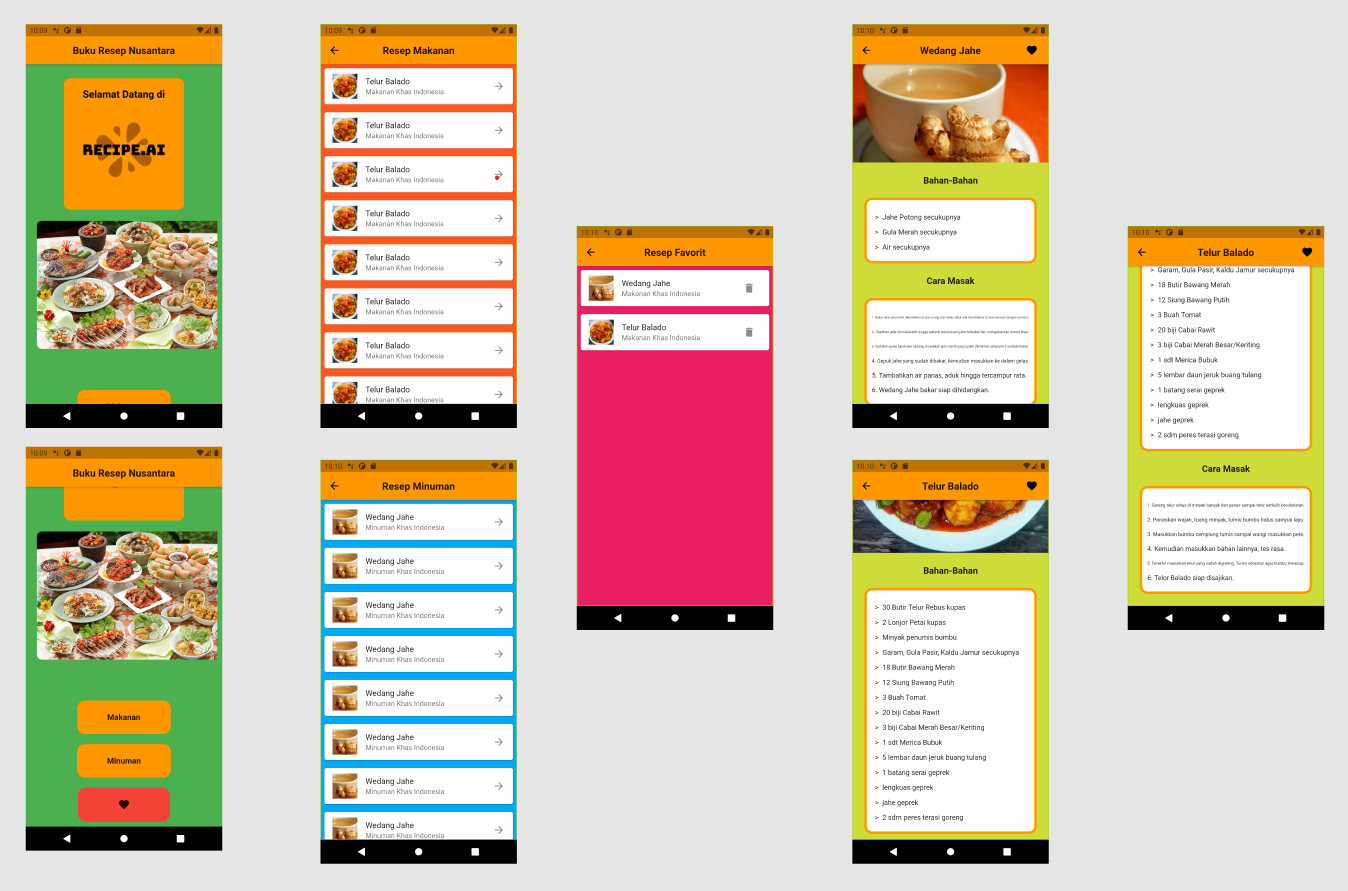 10:09
Buku Resep Nusantara
Selamat Datang di
RECIPE.AI
10:09
Buku Resep Nusantara
Makanan
Minuman
10:09
Resep Makanan
Telur Balado
Makanan Khas Indonesia
Telur Balado
Makanan Khas Indonesia
Telur Balado
Makanan Khas Indonesia
Telur Balado
Makanan Khas Indonesia
Telur Balado
Makanan Khas Indonesia
Telur Balado
Makanan Khas Indonesia
Telur Balado
Makanan Khas Indonesia
Telur Balado
Makanan Khas Indonesia
10:10
Resep Minuman
Wedang Jahe
Minuman Khas Indonesia
Wedang Jahe
Minuman Khas Indonesia
Wedang Jahe
Minuman Khas Indonesia
Wedang Jahe
Minuman Khas Indonesia
Wedang Jahe
Minuman Khas Indonesia
Wedang Jahe
Minuman Khas Indonesia
Wedang Jahe
Minuman Khas Indonesia
Wedang Jahe
Minuman Khas Indonesia
10:10
Resep Favorit
Wedang Jahe
Makanan Khas Indonesia
Telur Balado
Makanan Khas Indonesia
10:10
Wedang Jahe
Bahan-Bahan
> Jahe Potong secukupnya
> Gula Merah secukupnya
> Air secukupnya
Cara Masak
4. Gepuk jahe yang sudah dibakar, kemudian masukkan ke dalam gelas.
5. Tambahkan air panas, aduk hingga tercampur rata.
6. Wedang Jahe bakar siap dihidangkan.
10:10
Telur Balado
Bahan-Bahan
> 30 Butir Telur Rebus kupas
> 2 Lonjor Petai kupas
> Minyak penumis bumbu
> Garam, Gula Pasir, Kaldu Jamur secukupnya
> 18 Butir Bawang Merah
> 12 Siung Bawang Putih
> 3 Buah Tomat
> 20 biji Cabai Rawit
> 3 biji Cabai Merah Besar/Keriting
> 1 sdt Merica Bubuk
> 5 lembar daun jeruk buang tulang
> 1 batang serai geprek
> lengkuas geprek
> jahe geprek
> 2 sdm peres terasi goreng
10:10
Telur Balado
> Garam, Gula Pasir, Kaldu Jamur secukupnya
> 18 Butir Bawang Merah
> 12 Siung Bawang Putih
> 3 Buah Tomat
> 20 biji Cabai Rawit
> 3 biji Cabai Merah Besar/Keriting
> 1 sdt Merica Bubuk
> 5 lembar daun jeruk buang tulang
> 1 batang serai geprek
> lengkuas geprek
> jahe geprek
> 2 sdm peres terasi goreng
Cara Masak
1. Goreng telur rebus di minyak banyak dan panas sampai telur berkulit kecokelatan.
2. Panaskan wajan, tuang minyak, tumis bumbu halus sampai layu.
3. Masukkan bumbu cemplung tumis sampai wangi masukkan pete.
4. Kemudian masukkan bahan lainnya, tes rasa.
5. Terakhir masukkan telur yang sudah digoreng. Tumis sebentar agar bumbu meresap.
6. Telor Balado siap disajikan.